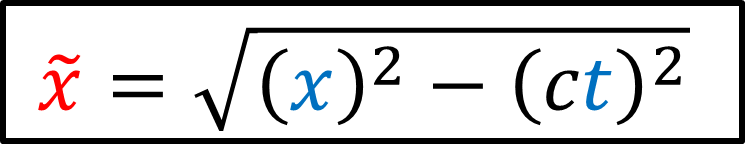 x̃ = √((x)² − (ct)²)